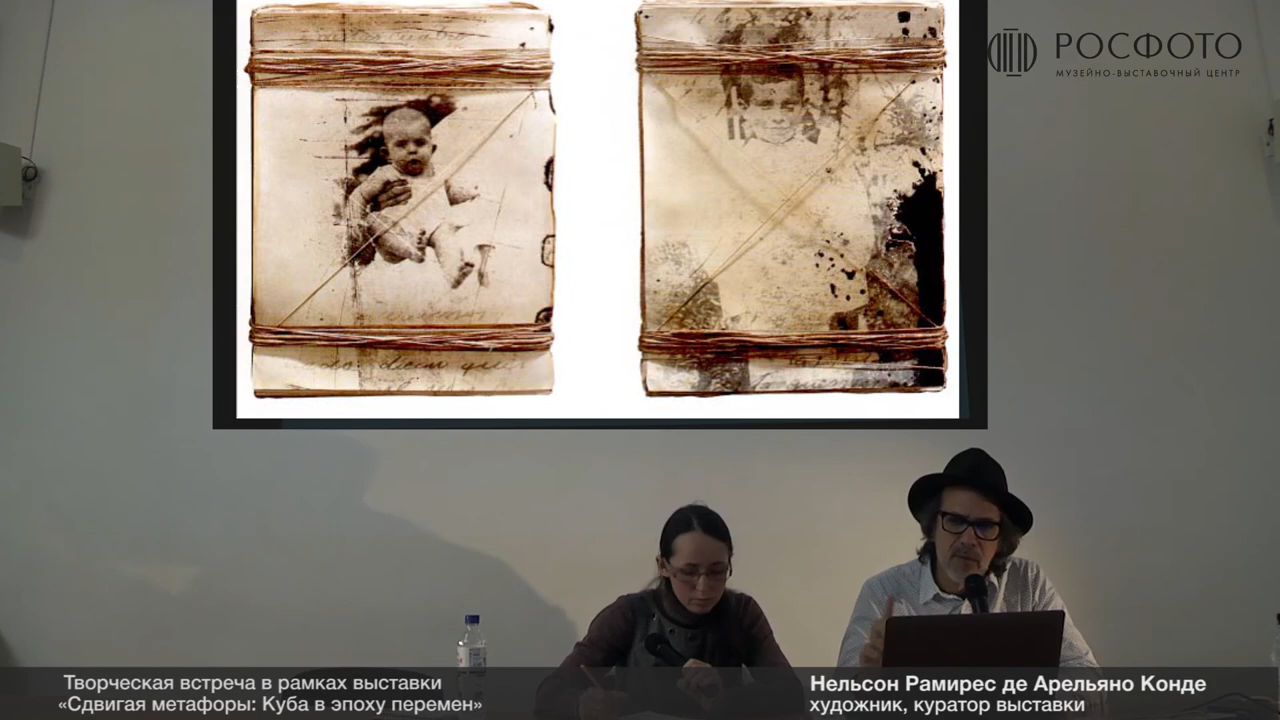 РОСФОТО
МУЗЕЙНО-ВЫСТАВОЧНЫЙ ЦЕНТР
Творческая встреча в рамках выставки
«Сдвигая метафоры: Куба в эпоху перемен»
Нельсон Рамирес де Арельяно Конде
художник, куратор выставки